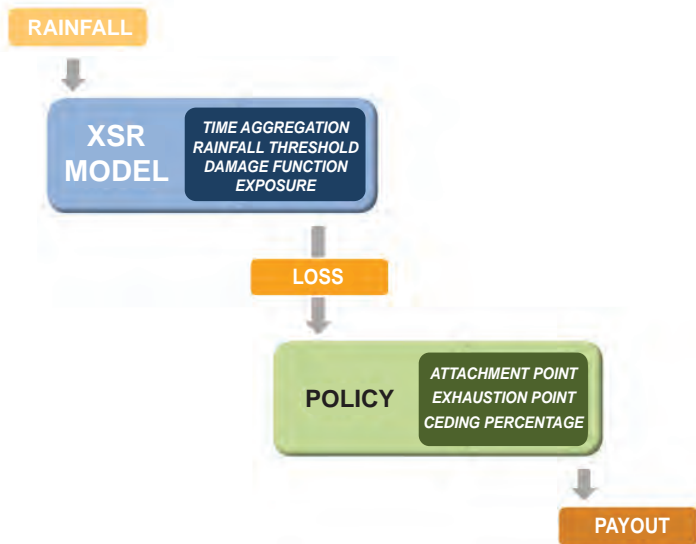 RAINFALL
XSR
MODEL
TIME AGGREGATION
RAINFALL THRESHOLD
DAMAGE FUNCTION
EXPOSURE
LOSS
POLICY
ATTACHMENT POINT
EXHAUSTION POINT
CEDING PERCENTAGE
PAYOUT